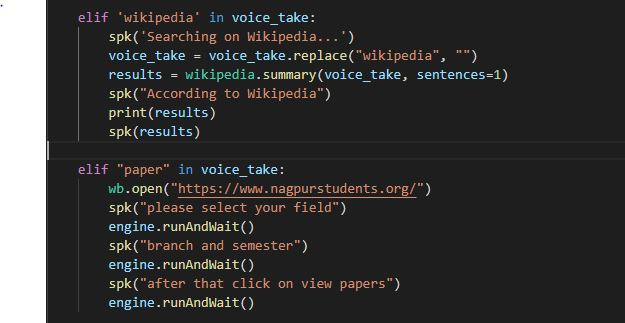 elif 'wikipedia' in voice_take:
spk('Searching on Wikipedia...')
voice_take = voice_take.replace("wikipedia", "")
results = wikipedia.summary(voice_take, sentences=1)
spk("According to Wikipedia")
print(results)
spk(results)
elif "paper" in voice_take:
wb.open("https://www.nagpurstudents.org/")
spk("please select your field")
engine.runAndWait()
spk("branch and semester")
engine.runAndWait()
spk("after that click on view papers")
engine.runAndWait()